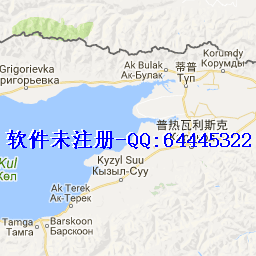 Korumdy
Корумды
Ak Bulak
Ак-Булак
蒂普
Туп
Grigorievka
ригорьевка
普热瓦利斯克
软件未注册-QQ:64445322
Kul
Көл
Kyzyl Suu
Кызыл-Суу
Ak Terek
Ак-Терек
Tamga
Тамга
Barskoon
Барскоон